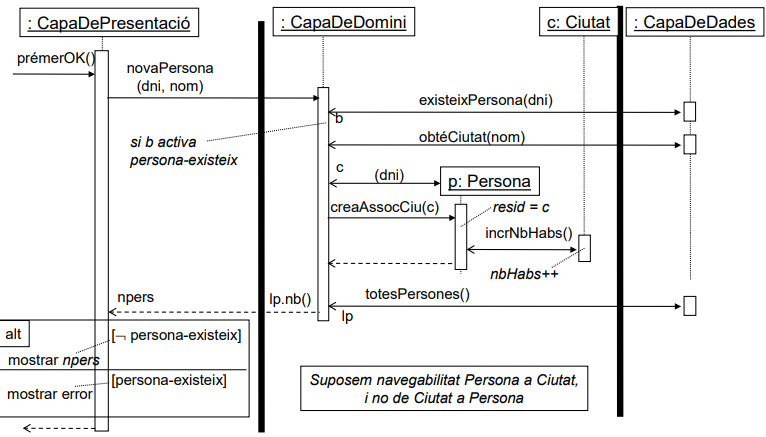 : CapaDePresentació
: CapaDeDomini
c: Ciutat
: CapaDeDades
prémerOK()
novaPersona
(dni, nom)
existeixPersona(dni)
b
si b activa
persona-existeix
obtéCiutat(nom)
c
(dni)
p: Persona
creaAssocCiu(c)
resid = c
incrNbHabs()
nbHabs++
npers
lp.nb()
totesPersones()
lp
alt
[¬ persona-existeix]
mostrar npers
[persona-existeix]
mostrar error
Suposem navegabilitat Persona a Ciutat,
i no de Ciutat a Persona